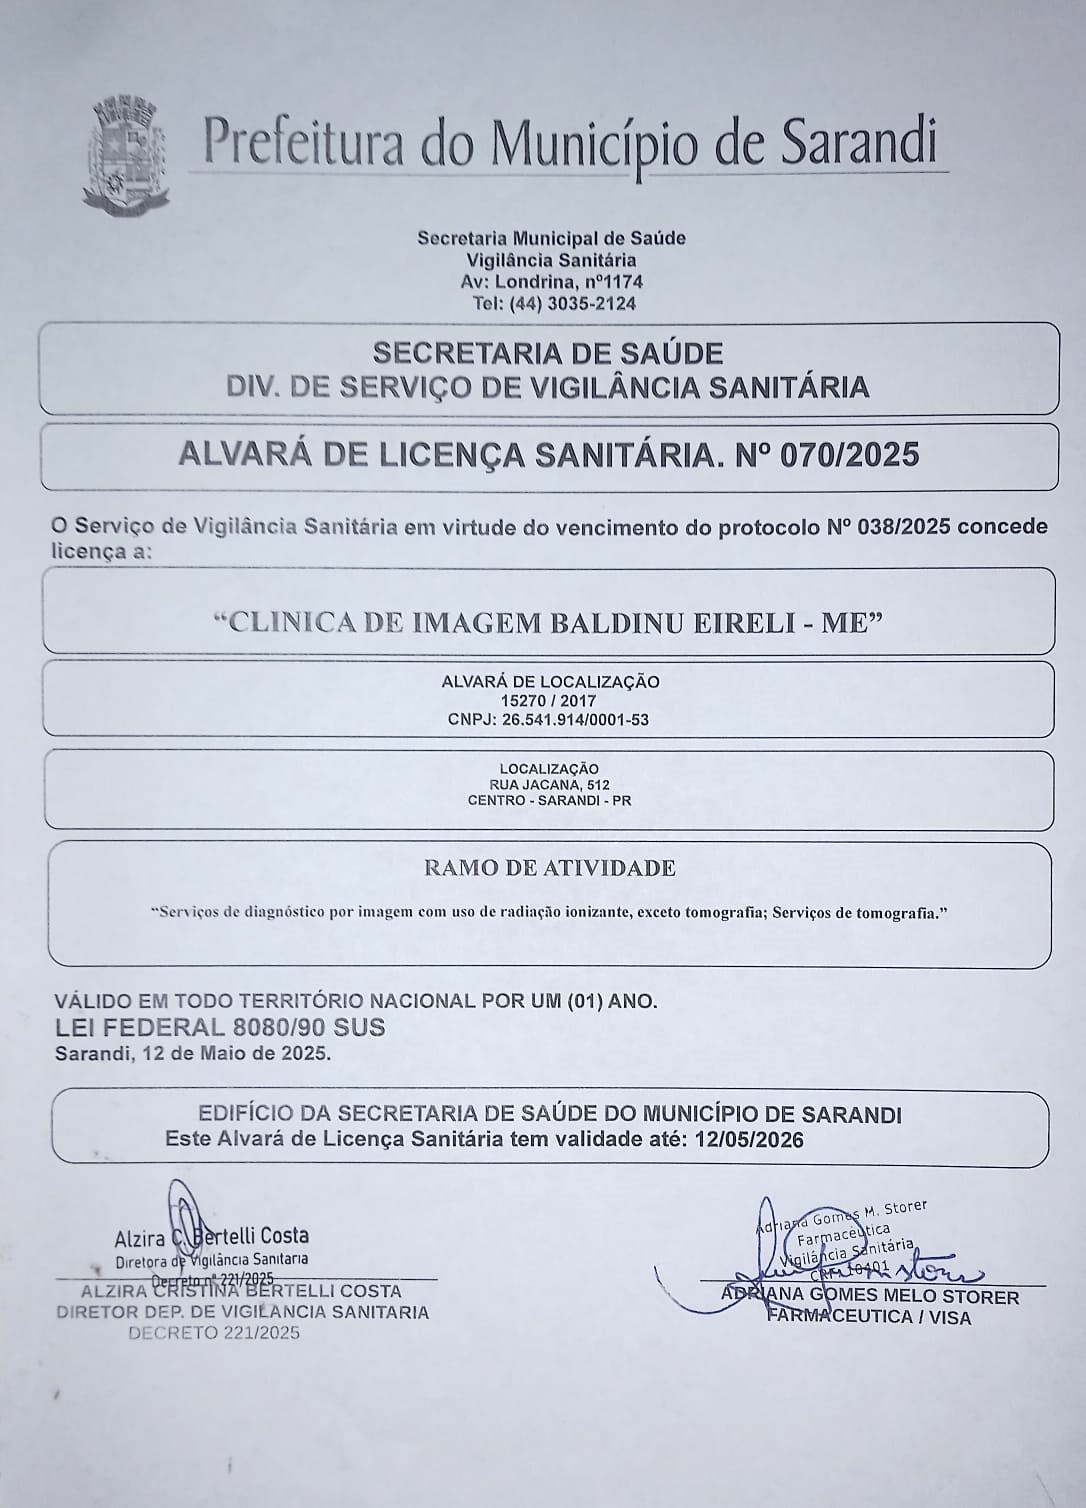 Prefeitura do Município de Sarandi
Secretaria Municipal de Saúde
Vigilância Sanitária
Av: Londrina, nº1174
Tel: (44) 3035-2124
SECRETARIA DE SAÚDE
DIV. DE SERVIÇO DE VIGILÂNCIA SANITÁRIA
ALVARÁ DE LICENÇA SANITÁRIA. Nº 070/2025
O Serviço de Vigilância Sanitária em virtude do vencimento do protocolo Nº 038/2025 concede
licença a:
“CLINICA DE IMAGEM BALDINU EIRELI - ME”
ALVARÁ DE LOCALIZAÇÃO
15270 / 2017
CNPJ: 26.541.914/0001-53
LOCALIZAÇÃO
RUA JACANA, 512
CENTRO - SARANDI - PR
RAMO DE ATIVIDADE
“Serviços de diagnóstico por imagem com uso de radiação ionizante, exceto tomografia; Serviços de tomografia.”
VÁLIDO EM TODO TERRITÓRIO NACIONAL POR UM (01) ANO.
LEI FEDERAL 8080/90 SUS
Sarandi, 12 de Maio de 2025.
EDIFÍCIO DA SECRETARIA DE SAÚDE DO MUNICÍPIO DE SARANDI
Este Alvará de Licença Sanitária tem validade até: 12/05/2026
Alzira C. Bertelli Costa
Diretora de Vigilância Sanitaria
Decreto nº 221/2025
ALZIRA CRISTINA BERTELLI COSTA
DIRETOR DEP. DE VIGILANCIA SANITARIA
DECRETO 221/2025
Adriana Gomes M. Storer
Farmacêutica
Vigilância Sanitária
CRF 10401
ADRIANA GOMES MELO STORER
FARMACEUTICA / VISA